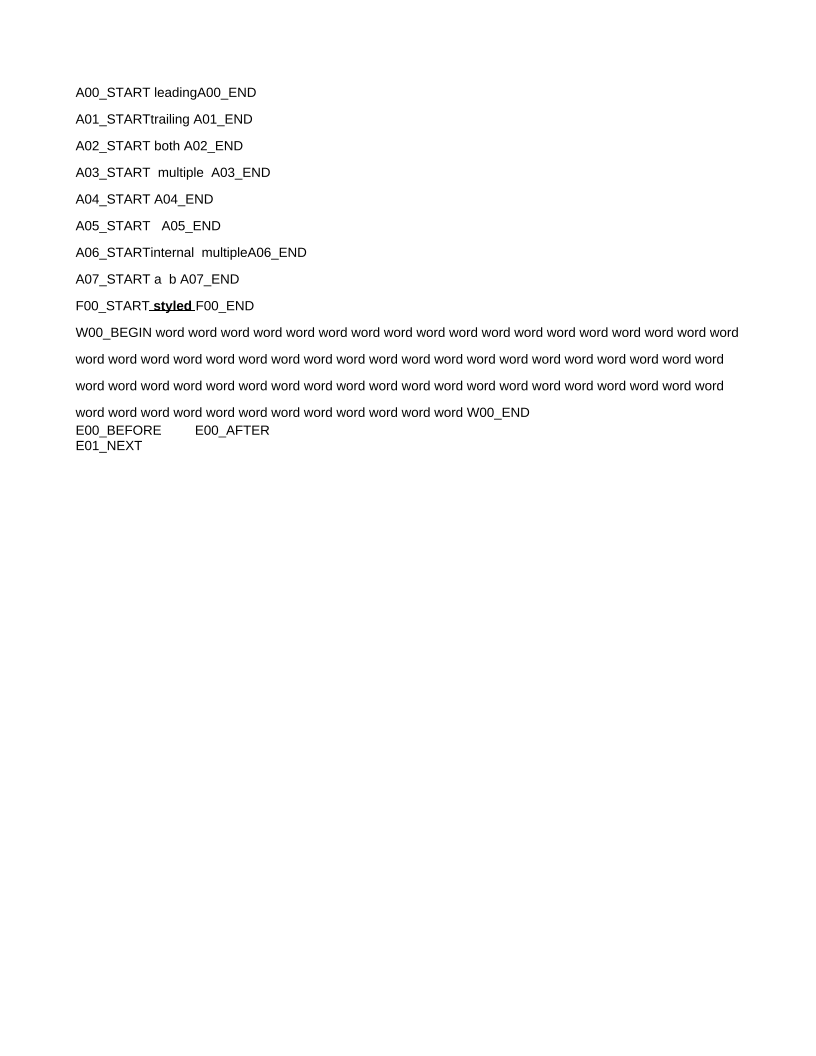 A00_START leadingA00_END
A01_STARTtrailing A01_END
A02_START both A02_END
A03_START  multiple  A03_END
A04_START A04_END
A05_START   A05_END
A06_STARTinternal  multipleA06_END
A07_START a  b A07_END
F00_START styled F00_END
W00_BEGIN word word word word word word word word word word word word word word word word word word
word word word word word word word word word word word word word word word word word word word word
word word word word word word word word word word word word word word word word word word word word
word word word word word word word word word word word word W00_END
E00_BEFORE	E00_AFTER
E01_NEXT